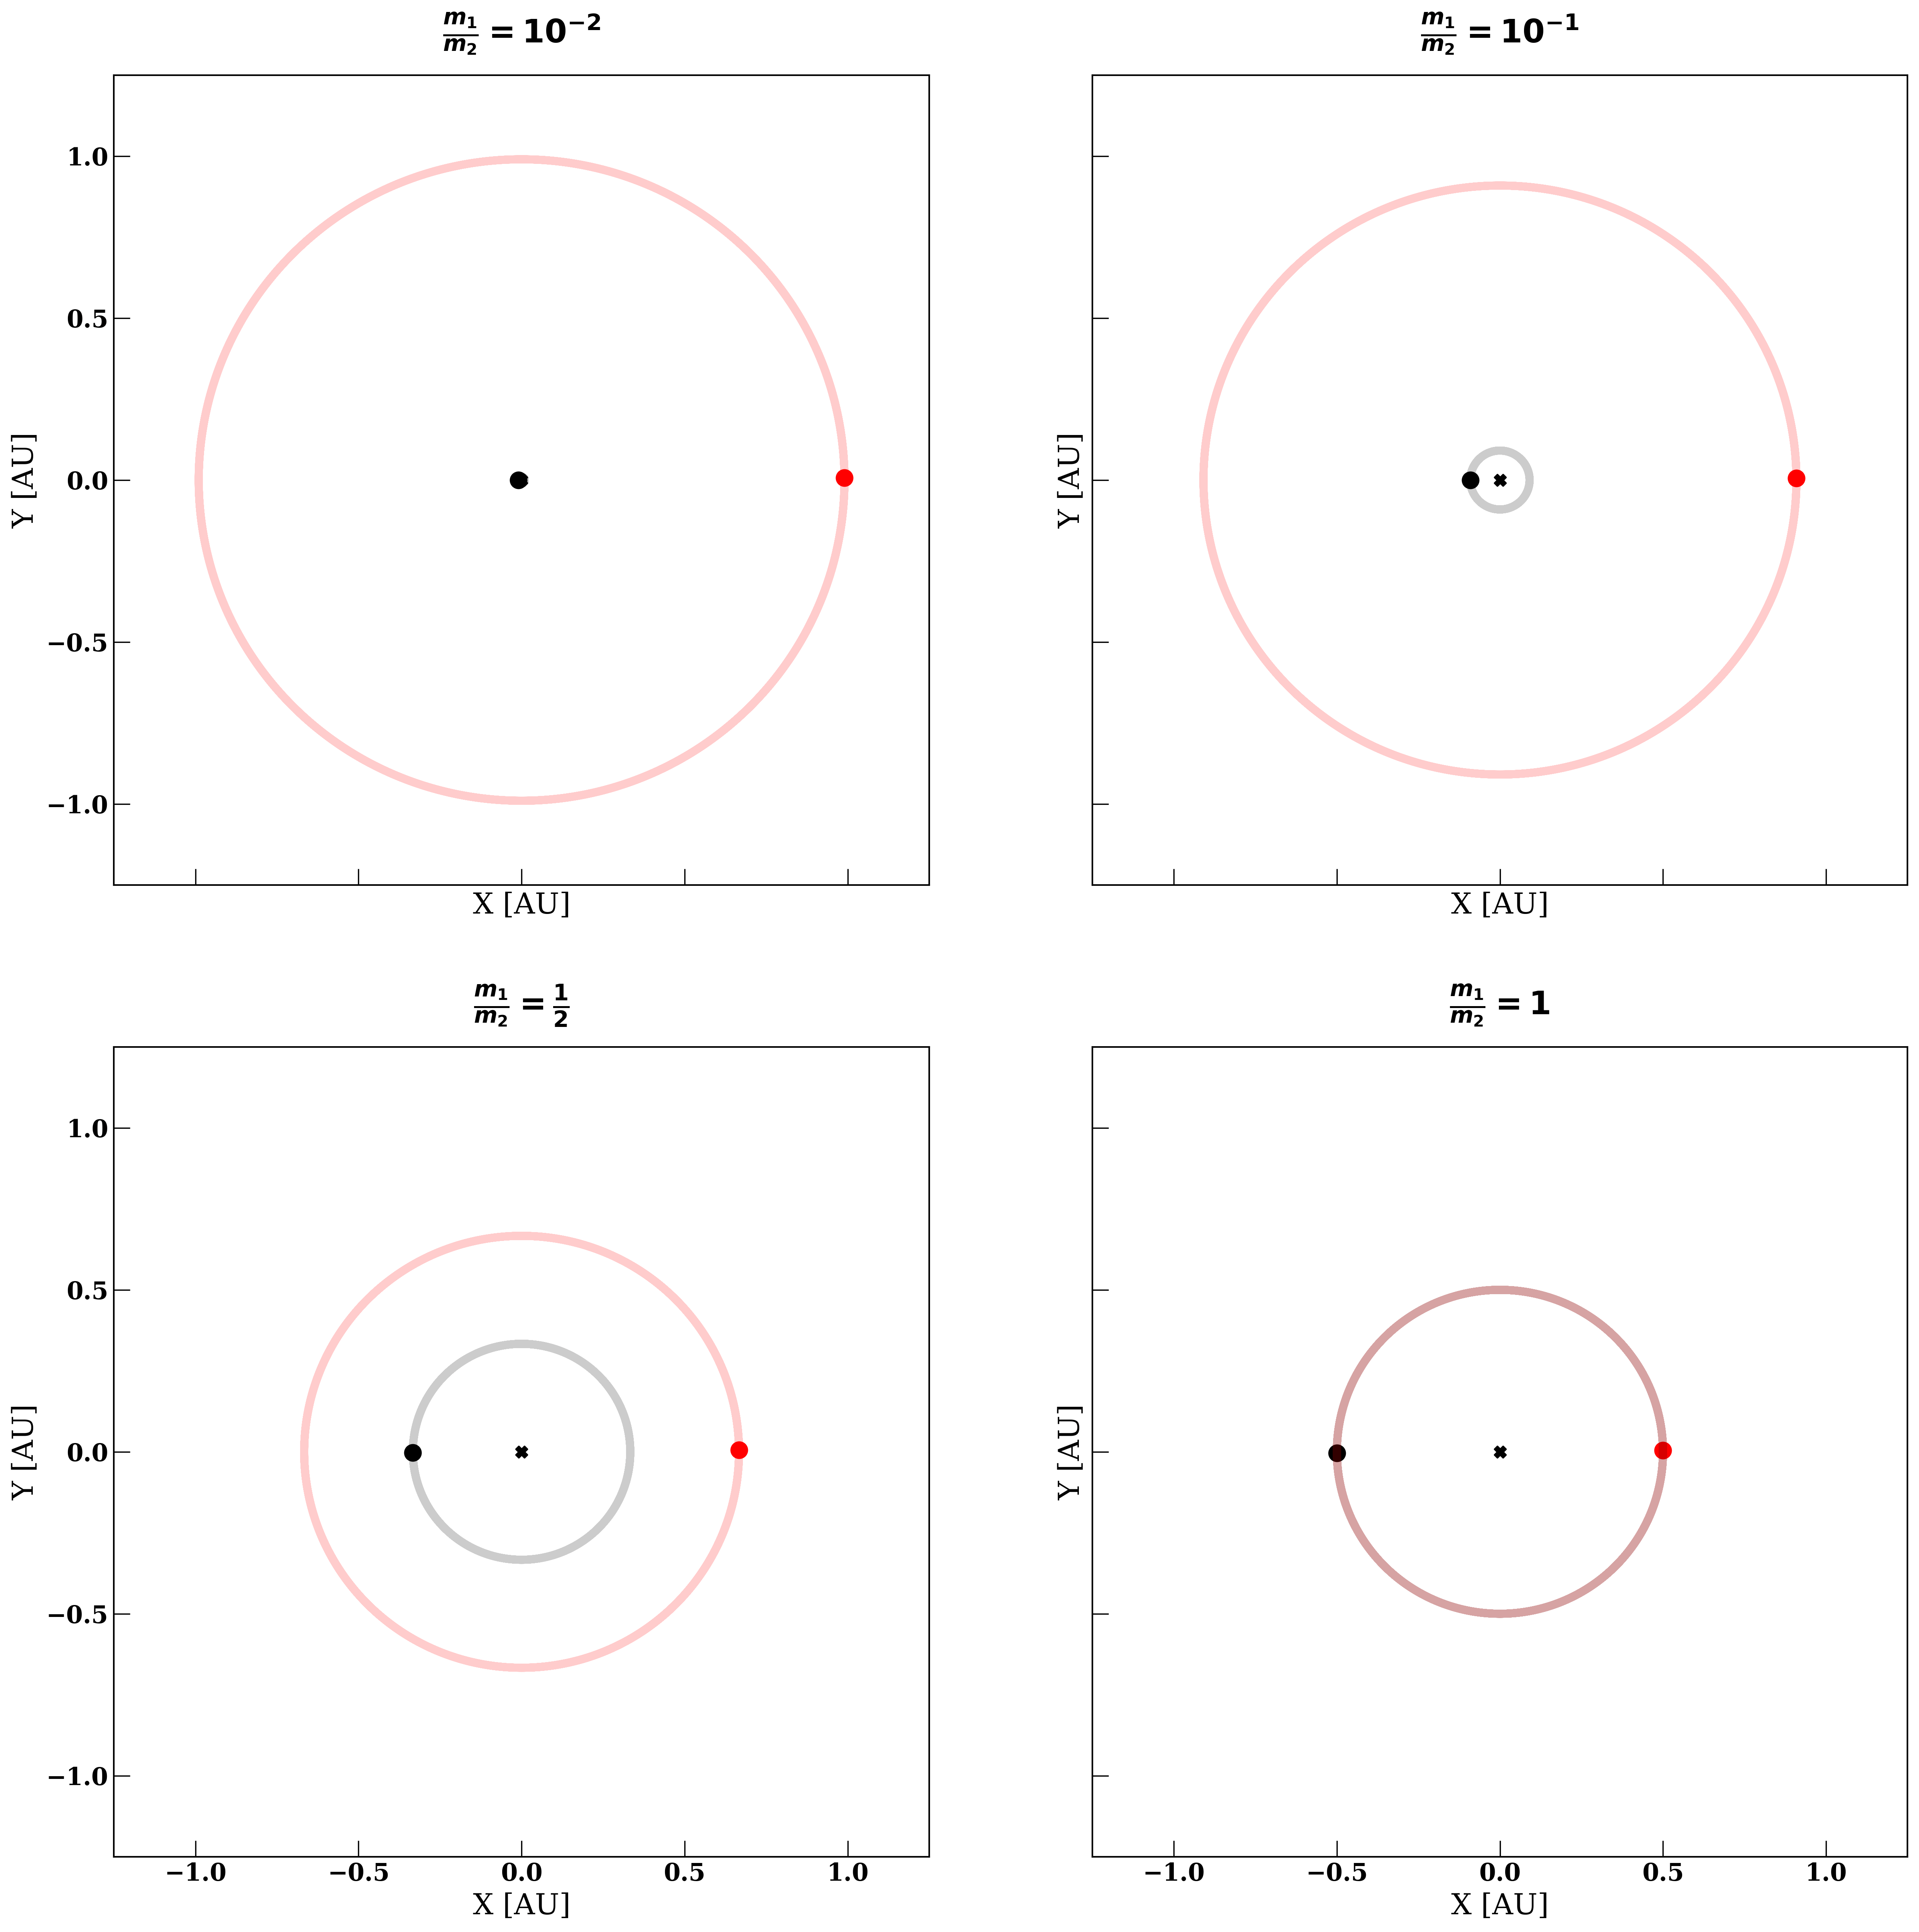 m₁/m₂ = 10⁻²
1.0
0.5
0.0
−0.5
−1.0
Y [AU]
X [AU]
m₁/m₂ = 10⁻¹
Y [AU]
X [AU]
m₁/m₂ = 1/2
1.0
0.5
0.0
−0.5
−1.0
Y [AU]
−1.0 −0.5 0.0 0.5 1.0
X [AU]
m₁/m₂ = 1
Y [AU]
−1.0 −0.5 0.0 0.5 1.0
X [AU]